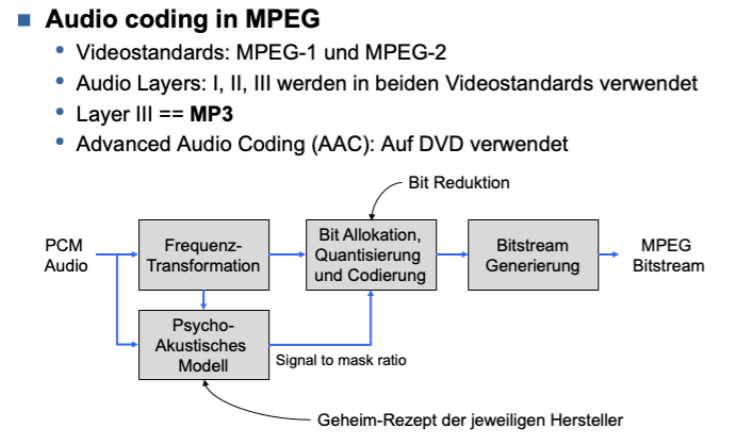 Audio coding in MPEG
Videostandards: MPEG-1 und MPEG-2
Audio Layers: I, II, III werden in beiden Videostandards verwendet
Layer III == MP3
Advanced Audio Coding (AAC): Auf DVD verwendet
Bit Reduktion
PCM
Audio
Frequenz-
Transformation
Bit Allokation,
Quantisierung
und Codierung
Bitstream
Generierung
MPEG
Bitstream
Psycho-
Akustisches
Modell
Signal to mask ratio
Geheim-Rezept der jeweiligen Hersteller